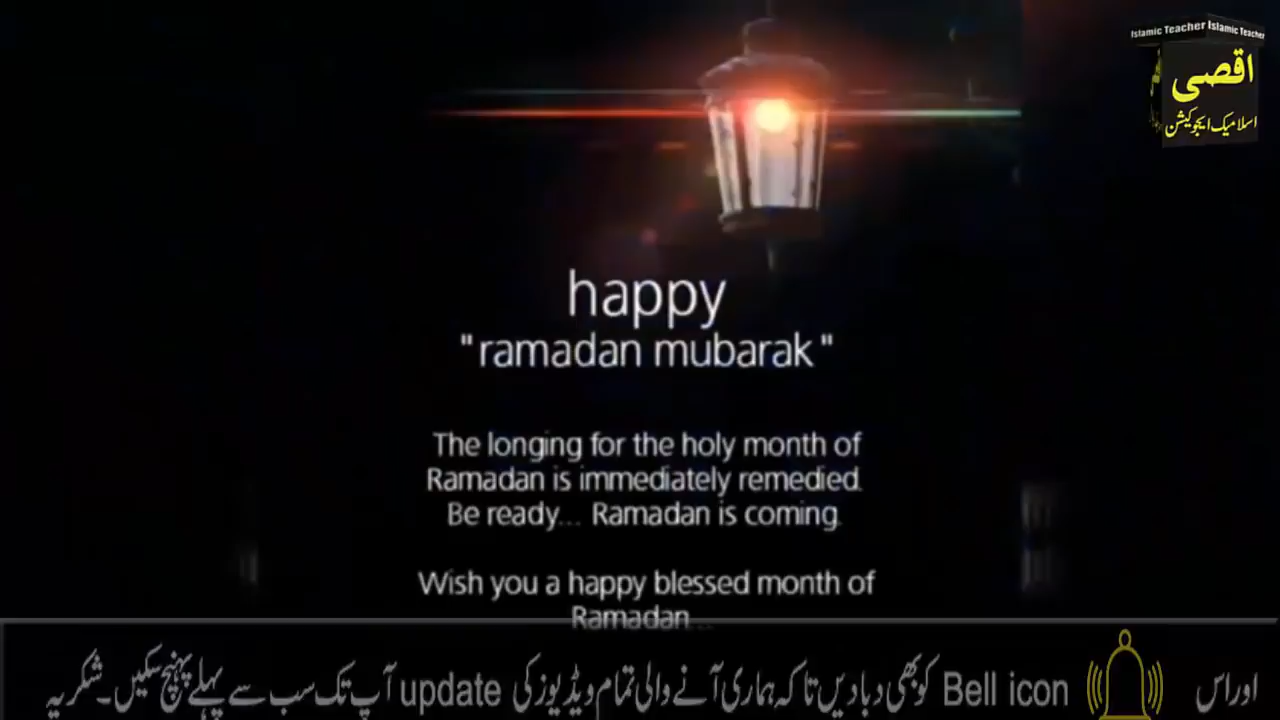 Islamic Teacher Islamic Teacher
اقصی
اسلامیک ایجوکیشن
happy
"ramadan mubarak"
The longing for the holy month of
Ramadan is immediately remedied.
Be ready... Ramadan is coming.
Wish you a happy blessed month of
Ramadan...
اور اس Bell icon کو بھی دبا دیں تاکہ ہماری آنے والی تمام ویڈیوز کی update آپ تک سب سے پہلے پہنچ سکیں۔ شکریہ